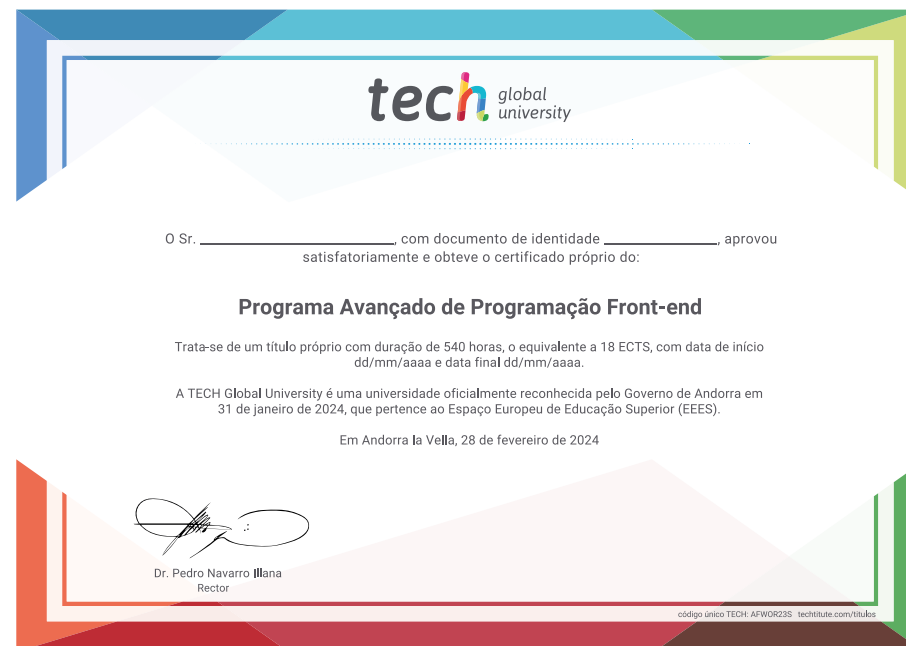 tech global
university
O Sr. ____________________, com documento de identidade ____________, aprovou
satisfatoriamente e obteve o certificado próprio do:
Programa Avançado de Programação Front-end
Trata-se de um título próprio com duração de 540 horas, o equivalente a 18 ECTS, com data de início
dd/mm/aaaa e data final dd/mm/aaaa.
A TECH Global University é uma universidade oficialmente reconhecida pelo Governo de Andorra em
31 de janeiro de 2024, que pertence ao Espaço Europeu de Educação Superior (EEES).
Em Andorra la Vella, 28 de fevereiro de 2024
Dr. Pedro Navarro Illana
Rector
código único TECH: AFWOR23S techtitute.com/titulos